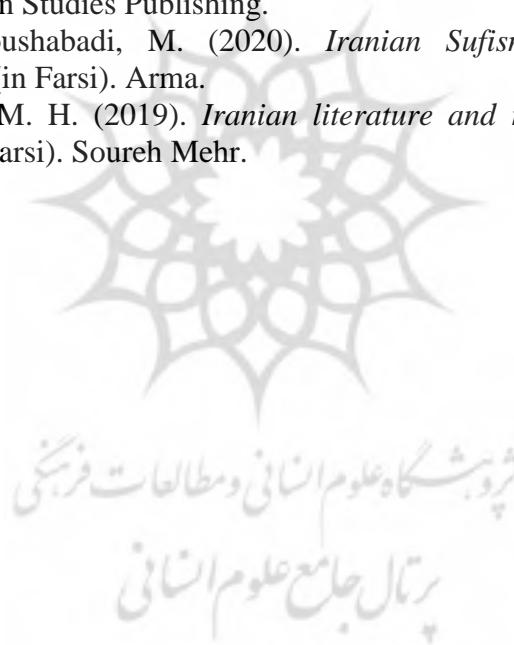 n Studies Publishing.
oushabadi, M. (2020). Iranian Sufism
(in Farsi). Arma.
M. H. (2019). Iranian literature and
arsi). Soureh Mehr.
پژوهشگاه علوم انسانی و مطالعات فرهنگی
پرتال جامع علوم انسانی